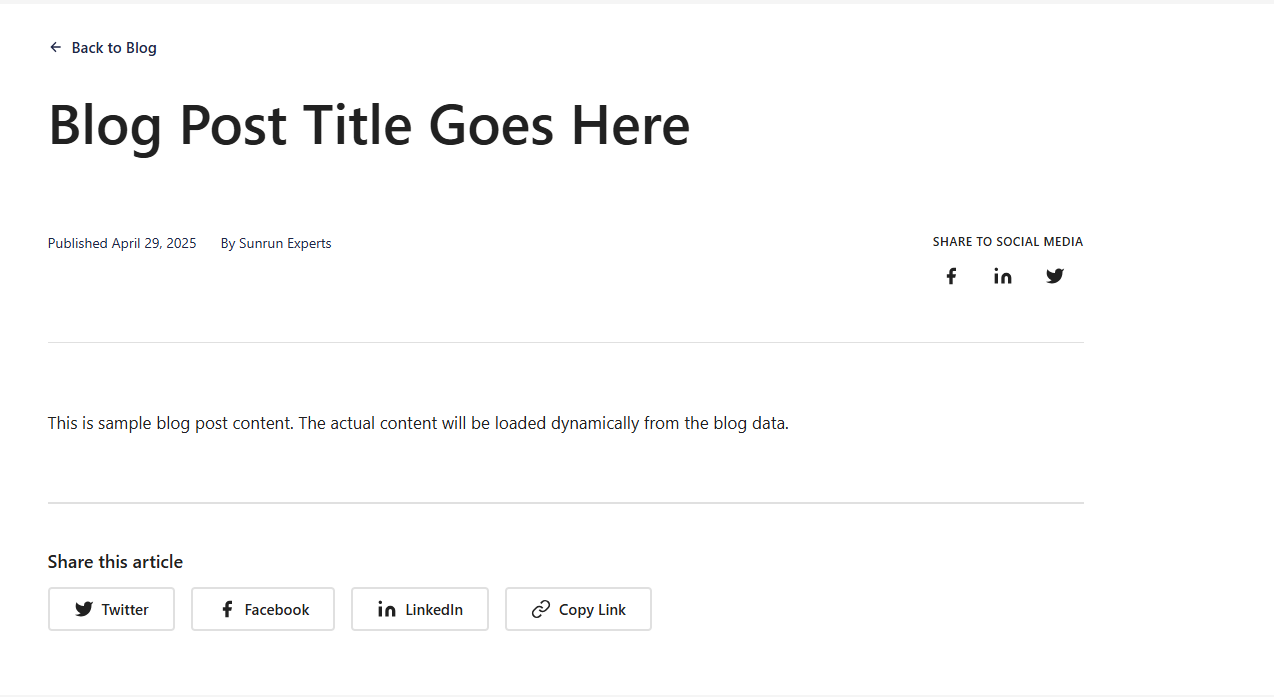 Back to Blog
Blog Post Title Goes Here
Published April 29, 2025 By Sunrun Experts
SHARE TO SOCIAL MEDIA
This is sample blog post content. The actual content will be loaded dynamically from the blog data.
Share this article
Twitter Facebook LinkedIn Copy Link